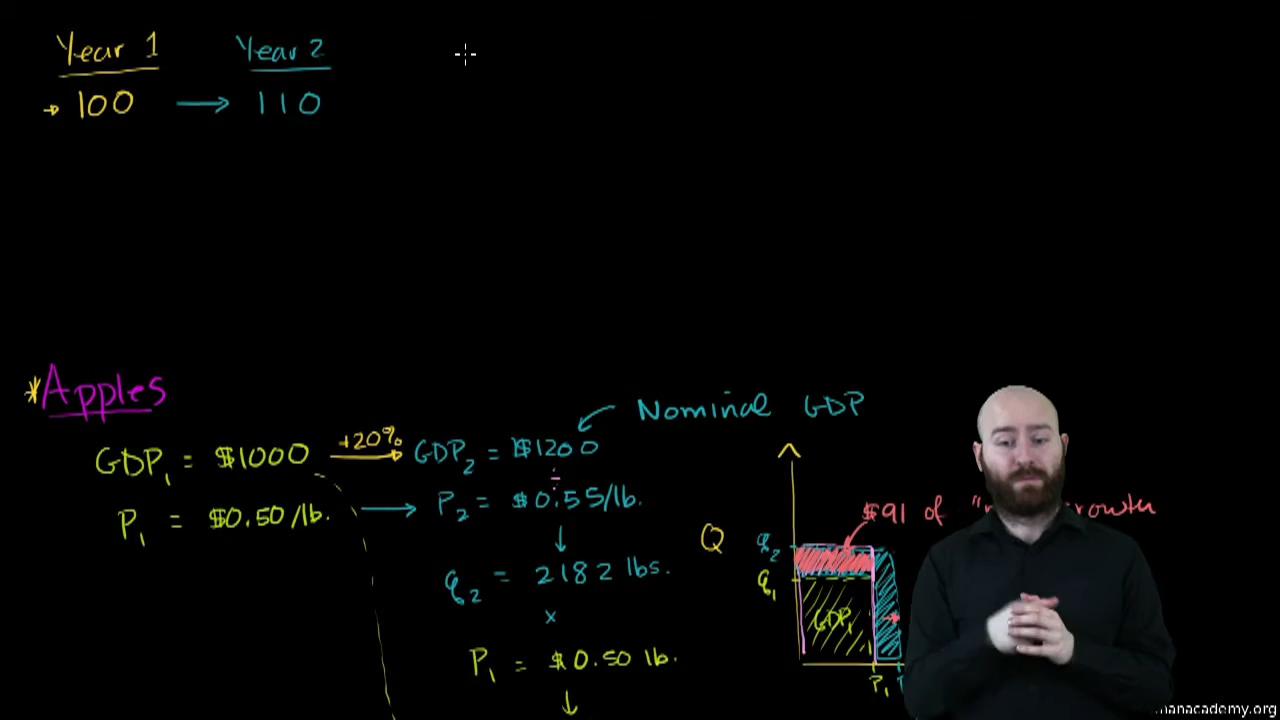 Year 1 Year 2
→ 100 → 110
*Apples
Nominal GDP
GDP₁ = $1000 +20% → GDP₂ = $1200
÷
P₁ = $0.50/lb. → P₂ = $0.55/lb.
$91 of
↓
Q q₂
q₂ = 2182 lbs.
q₁
x
GDP₁
P₁ = $0.50 lb.
P₁
↓